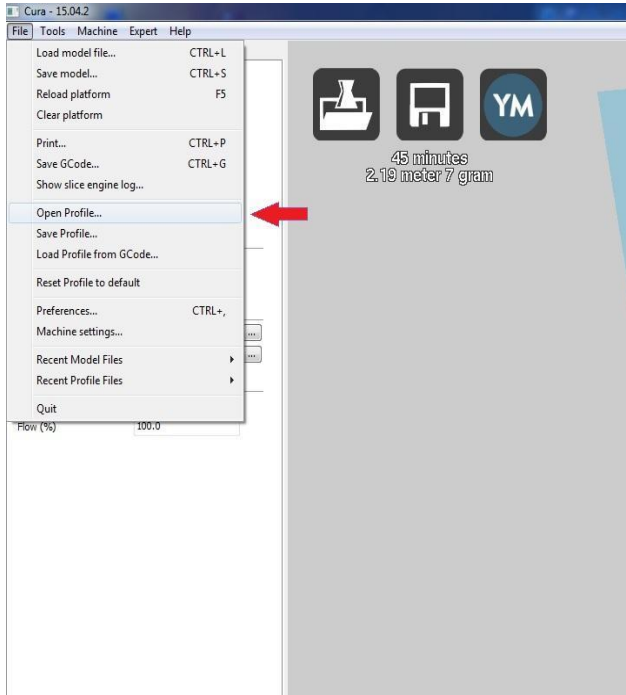 Cura - 15.04.2
File Tools Machine Expert Help
Load model file... CTRL+L
Save model... CTRL+S
Reload platform F5
Clear platform
Print... CTRL+P
Save GCode... CTRL+G
Show slice engine log...
Open Profile...
Save Profile...
Load Profile from GCode...
Reset Profile to default
Preferences... CTRL+,
Machine settings...
...
Recent Model Files
...
Recent Profile Files
Quit
Flow (%) 100.0
YM
45 minutes
2.19 meter 7 gram